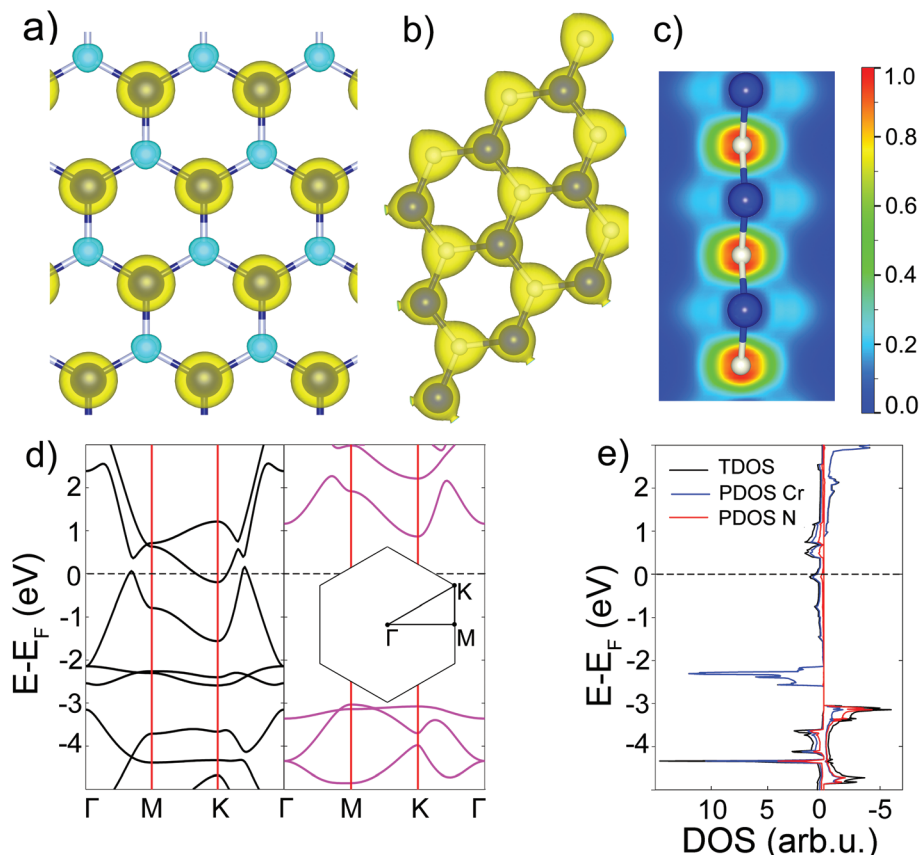 a)
b)
c)
1.0
0.8
0.6
0.4
0.2
0.0
d)
E-E_F (eV)
2
1
0
-1
-2
-3
-4
Γ M K Γ M K Γ
K
Γ
M
e)
TDOS
PDOS Cr
PDOS N
E-E_F (eV)
2
1
0
-1
-2
-3
-4
10 5 0 -5
DOS (arb.u.)